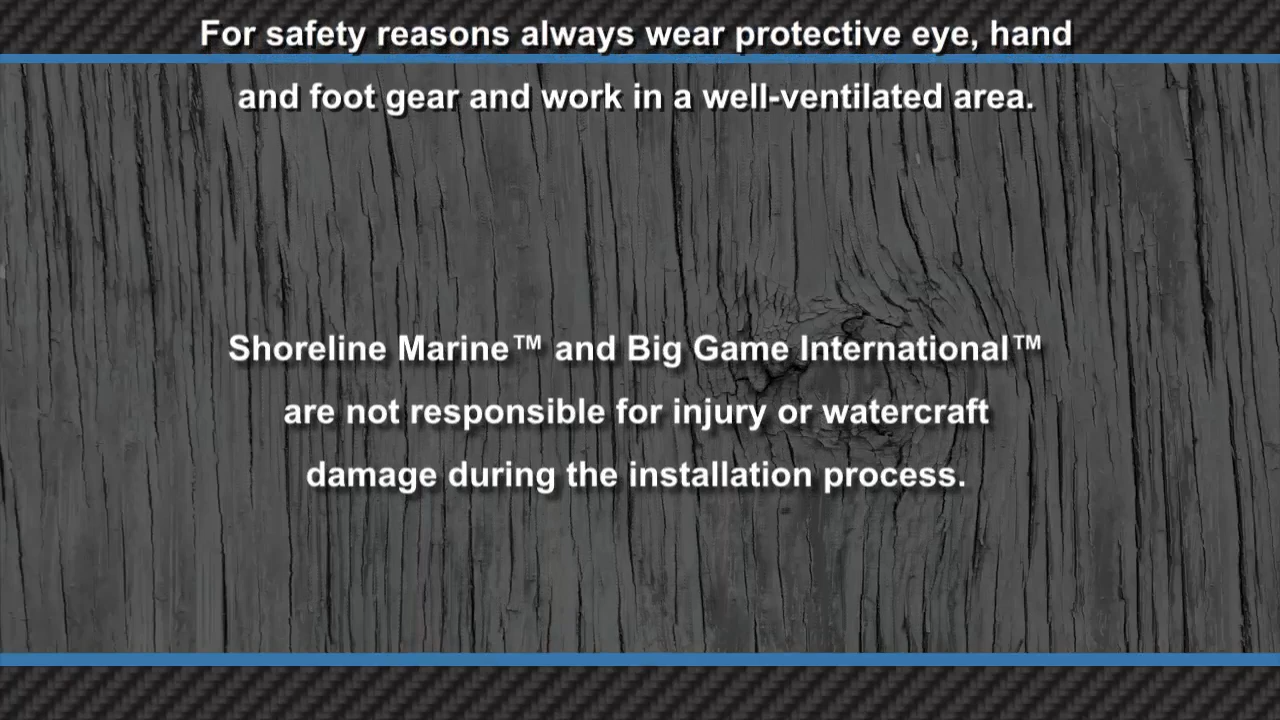 For safety reasons always wear protective eye, hand
and foot gear and work in a well-ventilated area.
Shoreline Marine™ and Big Game International™
are not responsible for injury or watercraft
damage during the installation process.